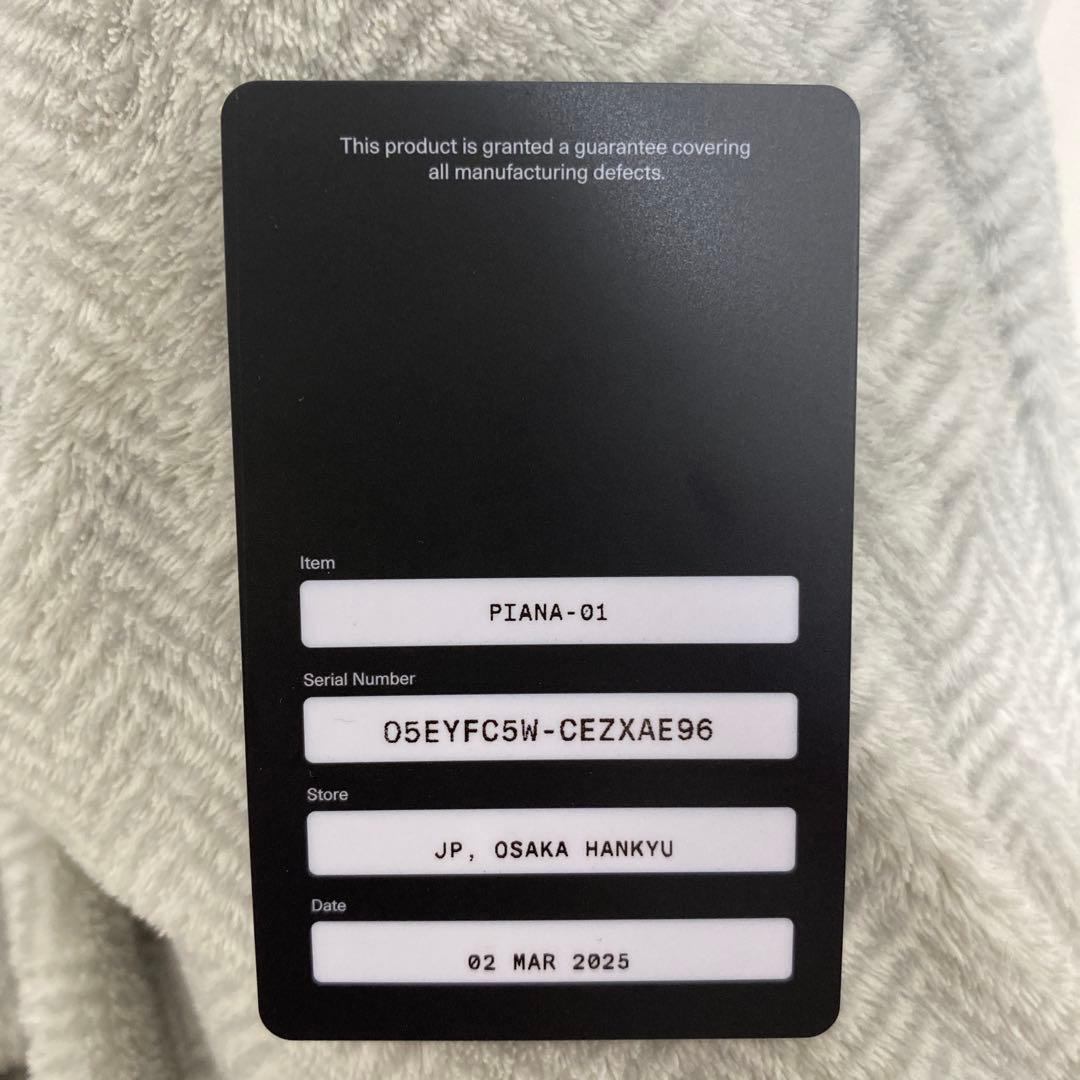 This product is granted a guarantee covering
all manufacturing defects.
Item
PIANA-01
Serial Number
O5EYFC5W-CEZXAE96
Store
JP, OSAKA HANKYU
Date
02 MAR 2025